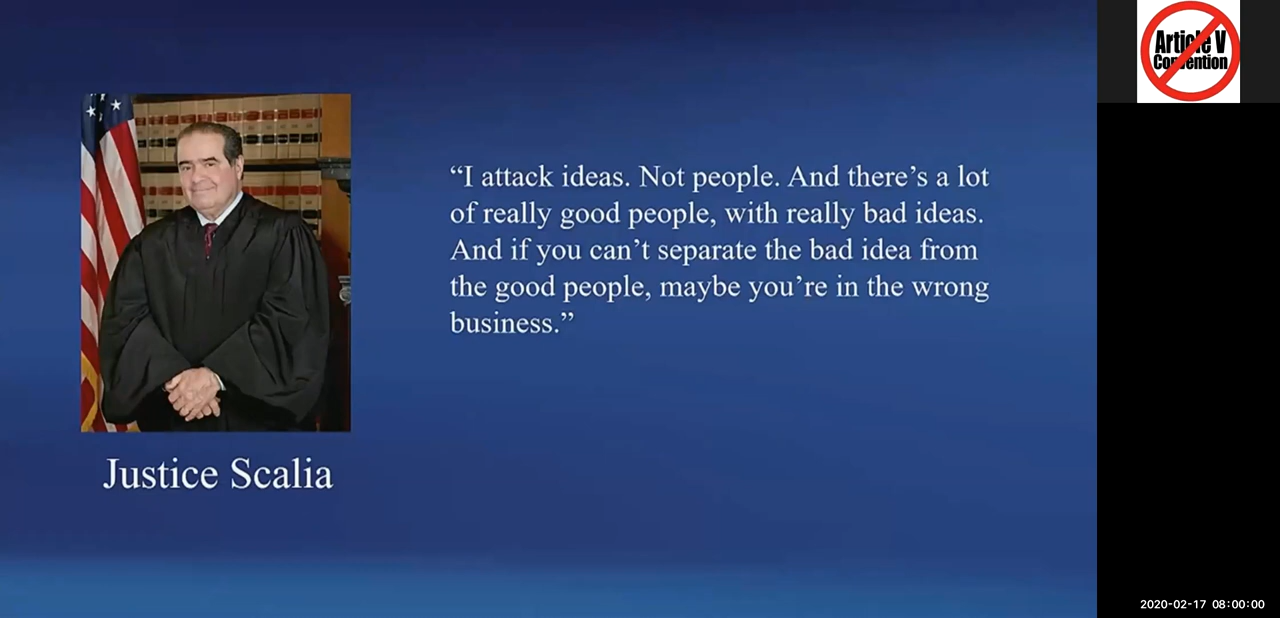 “I attack ideas. Not people. And there’s a lot
of really good people, with really bad ideas.
And if you can’t separate the bad idea from
the good people, maybe you’re in the wrong
business.”
Justice Scalia
Article V
Convention
2020-02-17 08:00:00